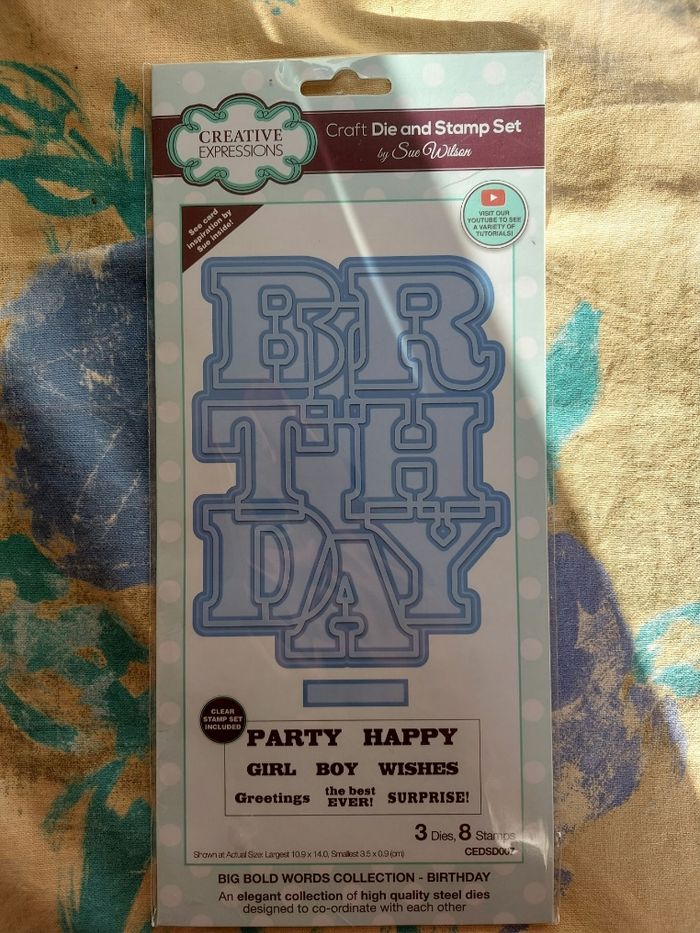 CREATIVE
EXPRESSIONS
Craft Die and Stamp Set
by Sue Wilson
See card
inspiration by
Sue inside!
VISIT OUR
YOUTUBE TO SEE
A VARIETY OF
TUTORIALS!
BIR
TH
DAY
CLEAR
STAMP SET
INCLUDED
PARTY HAPPY
GIRL BOY WISHES
Greetings the best EVER! SURPRISE!
3 Dies, 8 Stamps
CEDSD007
Shown at Actual Size: Largest 10.9 x 14.0, Smallest 3.5 x 0.9 (cm)
BIG BOLD WORDS COLLECTION - BIRTHDAY
An elegant collection of high quality steel dies
designed to co-ordinate with each other